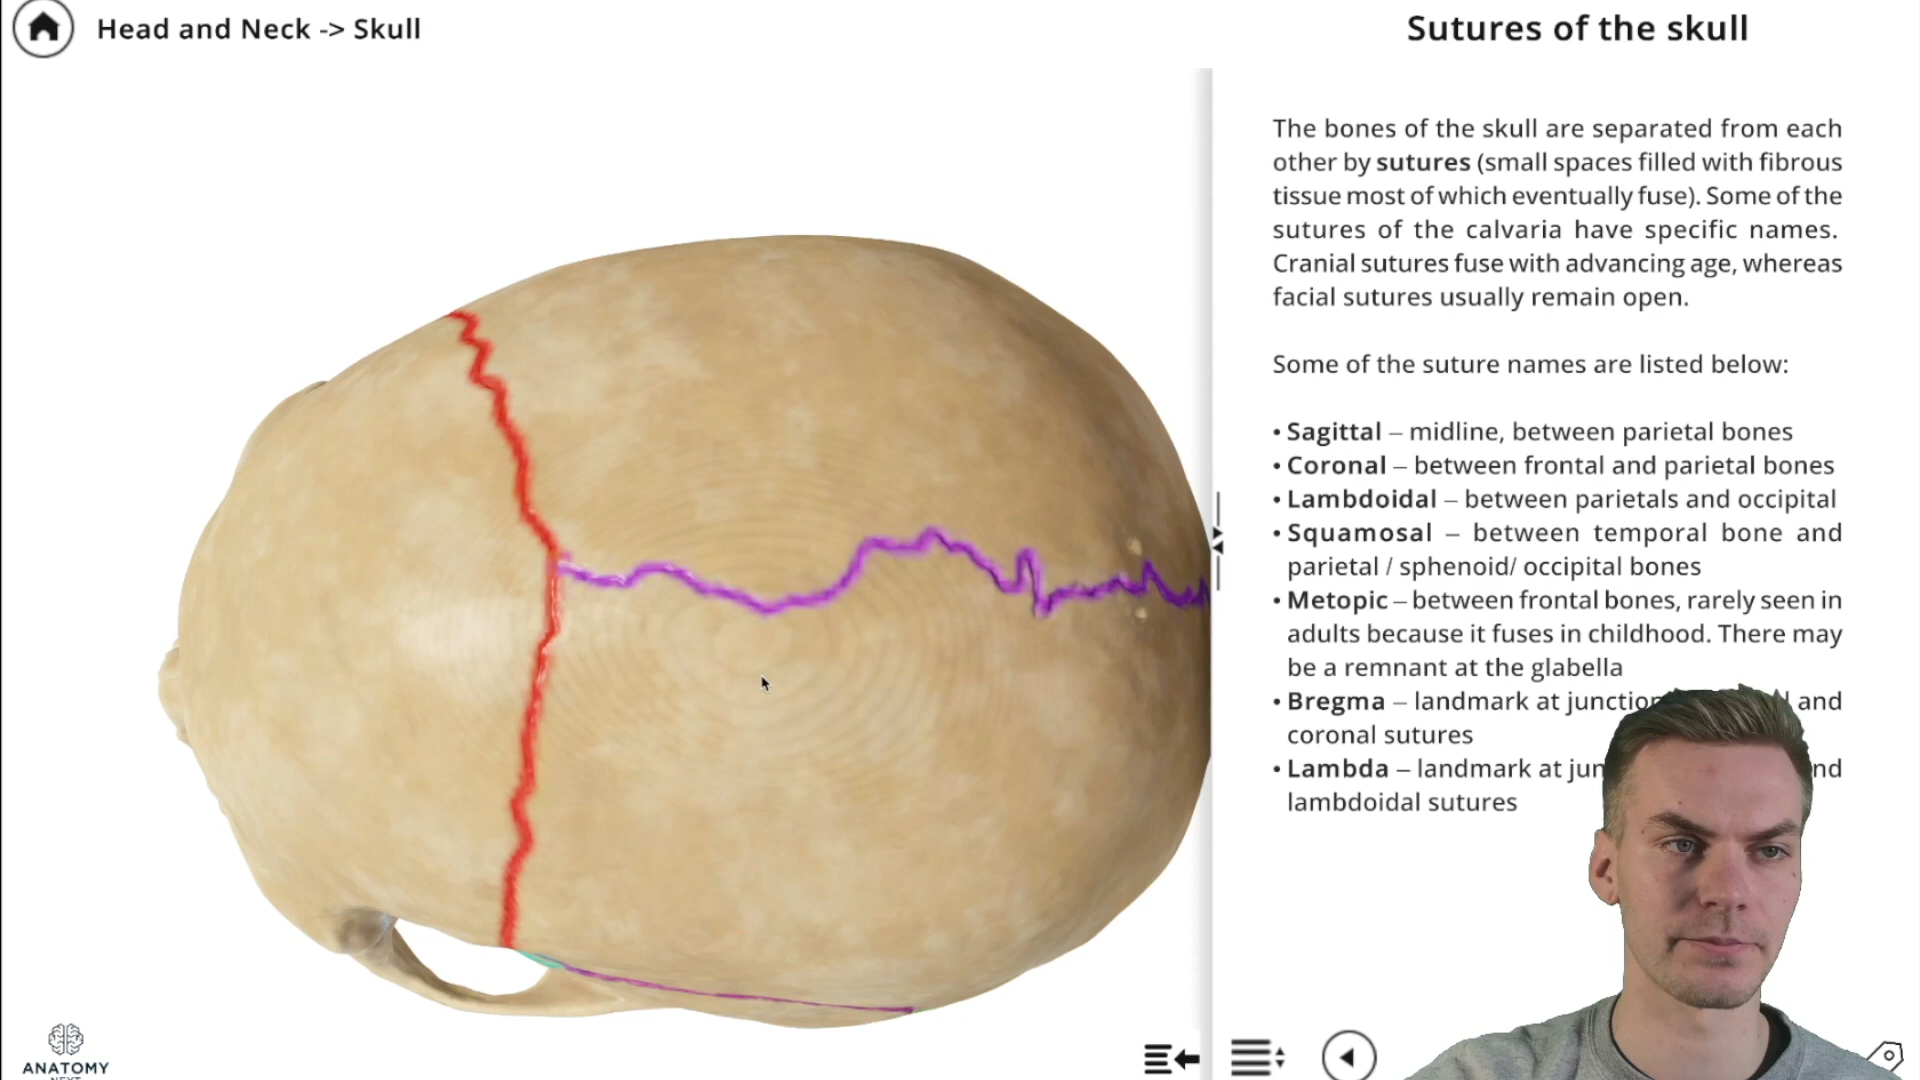 Head and Neck -> Skull
Sutures of the skull
The bones of the skull are separated from each
other by sutures (small spaces filled with fibrous
tissue most of which eventually fuse). Some of the
sutures of the calvaria have specific names.
Cranial sutures fuse with advancing age, whereas
facial sutures usually remain open.
Some of the suture names are listed below:
• Sagittal – midline, between parietal bones
• Coronal – between frontal and parietal bones
• Lambdoidal – between parietals and occipital
• Squamosal – between temporal bone and
parietal / sphenoid/ occipital bones
• Metopic – between frontal bones, rarely seen in
adults because it fuses in childhood. There may
be a remnant at the glabella
• Bregma – landmark at and
coronal sutures
• Lambda – landmark at
lambdoidal sutures
ANATOMY